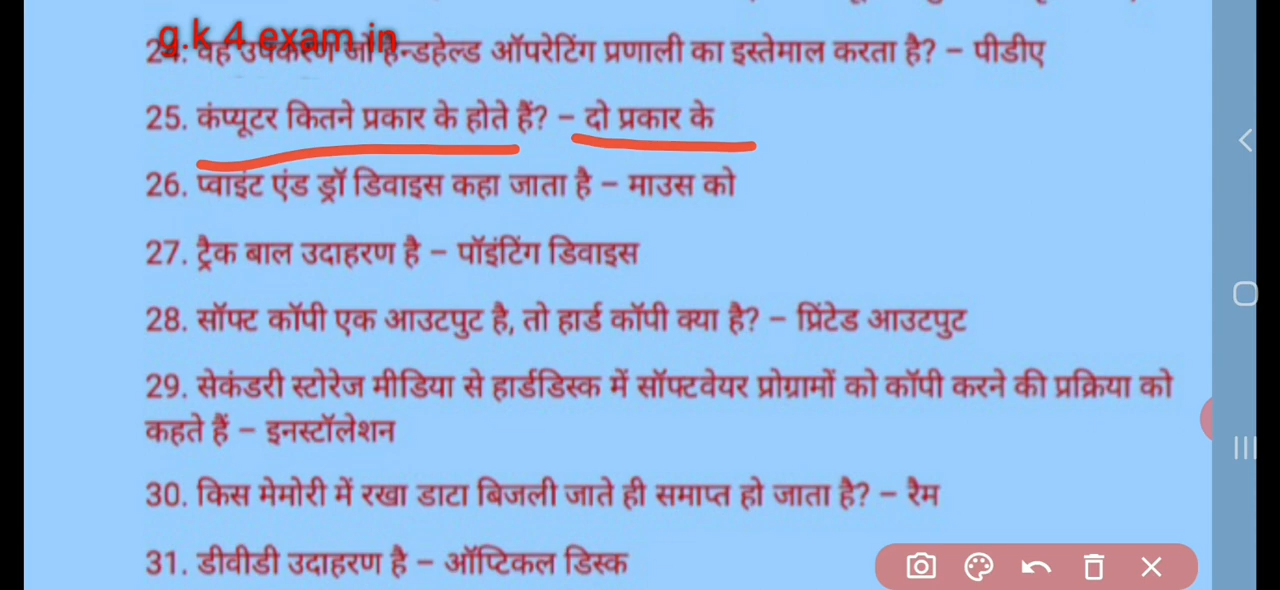 g.k 4 exam.in
24. वह उपकरण जो हैन्डहेल्ड ऑपरेटिंग प्रणाली का इस्तेमाल करता है? – पीडीए
25. कंप्यूटर कितने प्रकार के होते हैं? – दो प्रकार के
26. प्वाइंट एंड ड्रॉ डिवाइस कहा जाता है – माउस को
27. ट्रैक बाल उदाहरण है – पॉइंटिंग डिवाइस
28. सॉफ्ट कॉपी एक आउटपुट है, तो हार्ड कॉपी क्या है? – प्रिंटेड आउटपुट
29. सेकंडरी स्टोरेज मीडिया से हार्डडिस्क में सॉफ्टवेयर प्रोग्रामों को कॉपी करने की प्रक्रिया को
कहते हैं – इनस्टॉलेशन
30. किस मेमोरी में रखा डाटा बिजली जाते ही समाप्त हो जाता है? – रैम
31. डीवीडी उदाहरण है – ऑप्टिकल डिस्क